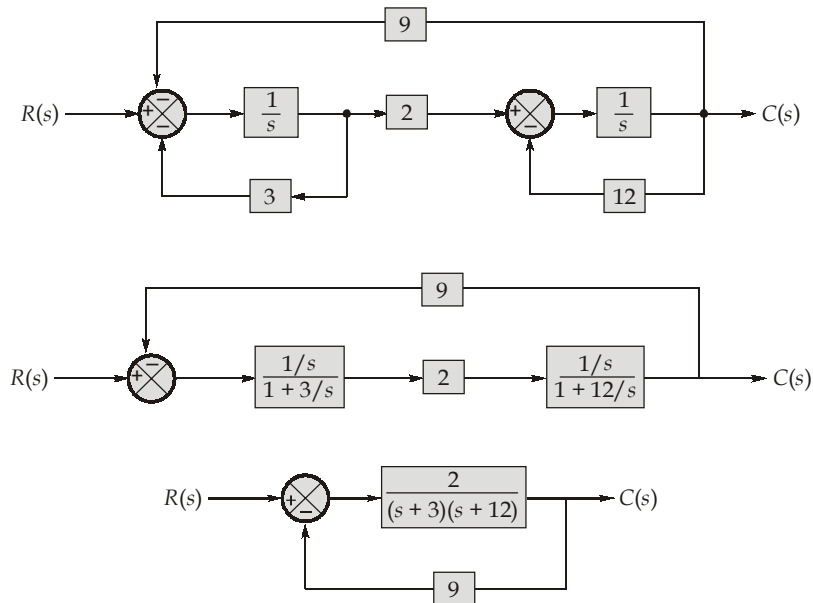 9
R(s) + − − 1/s 2 + − 1/s C(s)
3 12
9
R(s) + − 1/s / 1 + 3/s 2 1/s / 1 + 12/s C(s)
R(s) + − 2 / (s + 3)(s + 12) C(s)
9